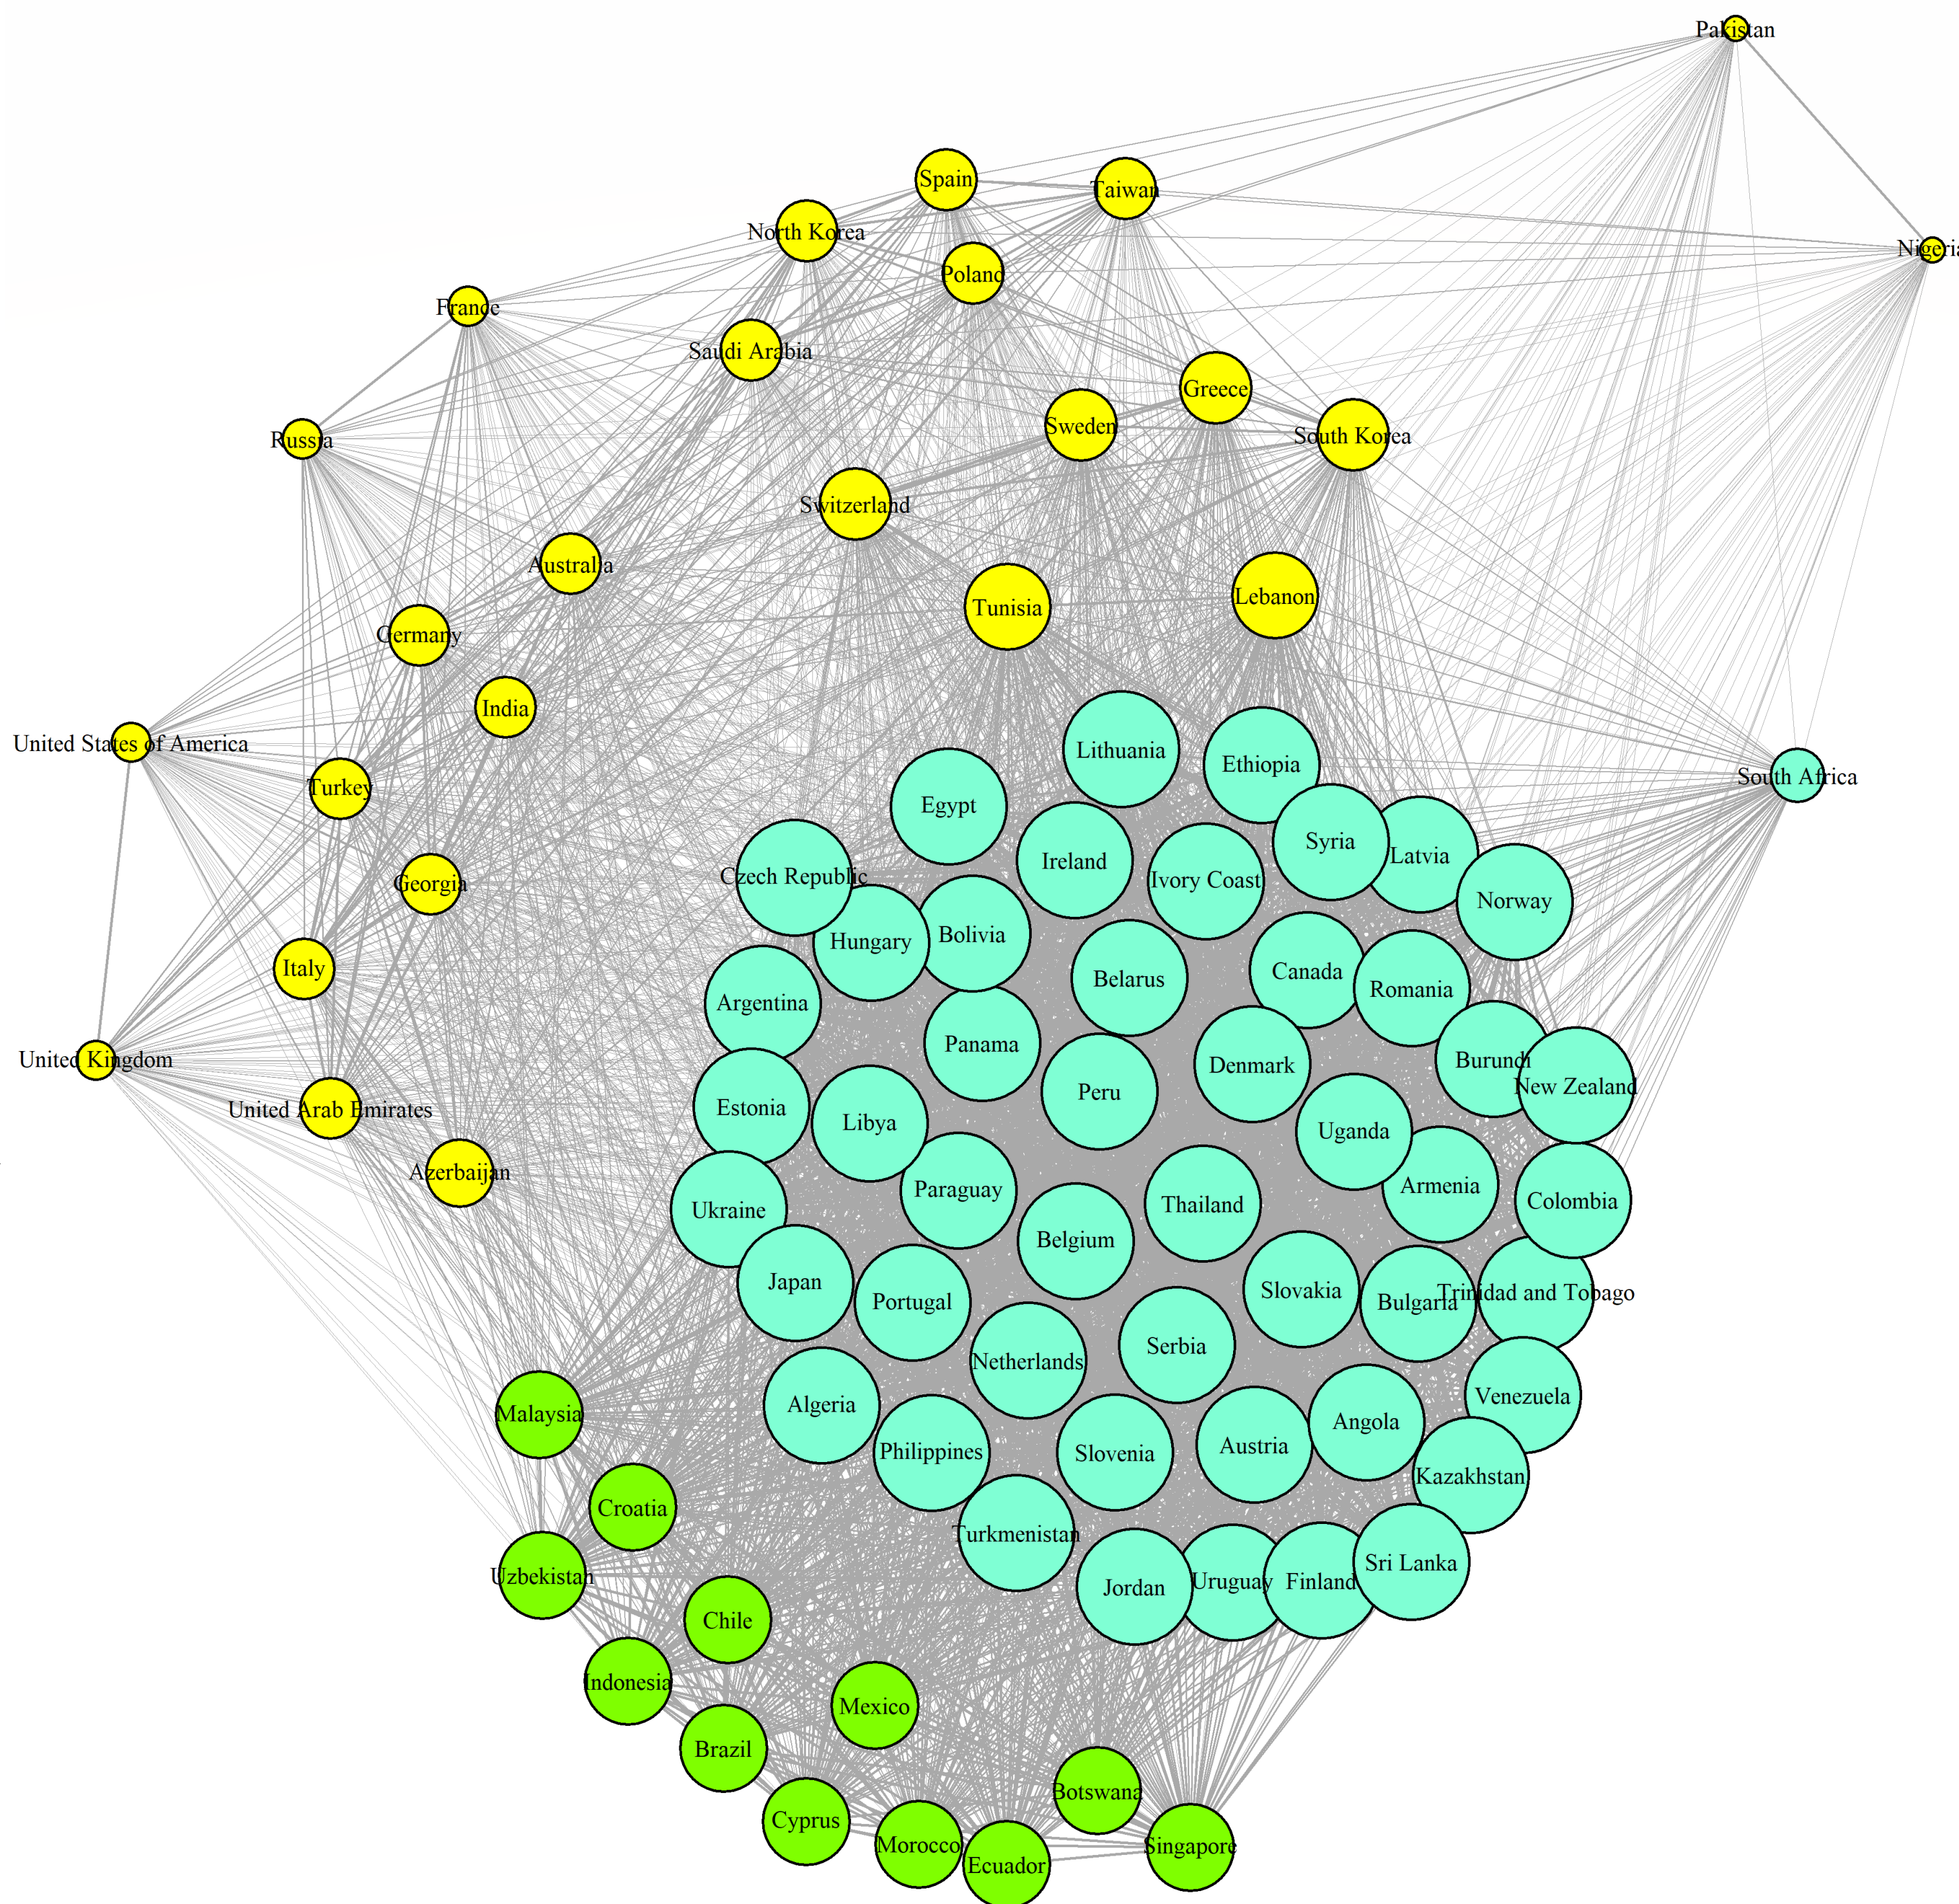 Pakistan
Spain
Taiwan
North Korea
Nigeria
Poland
France
Saudi Arabia
Greece
Sweden
South Korea
Russia
Switzerland
Australia
Lebanon
Tunisia
Germany
India
United States of America
Lithuania
Ethiopia
South Africa
Turkey
Egypt
Syria
Latvia
Ireland
Czech Republic
Ivory Coast
Georgia
Norway
Bolivia
Hungary
Italy
Canada
Belarus
Romania
Argentina
Panama
United Kingdom
Burundi
Denmark
New Zealand
Peru
Estonia
United Arab Emirates
Libya
Uganda
Azerbaijan
Armenia
Paraguay
Colombia
Thailand
Ukraine
Belgium
Japan
Slovakia
Trinidad and Tobago
Portugal
Bulgaria
Serbia
Netherlands
Venezuela
Algeria
Malaysia
Angola
Austria
Philippines
Slovenia
Kazakhstan
Croatia
Turkmenistan
Sri Lanka
Uzbekistan
Uruguay
Finland
Jordan
Chile
Indonesia
Mexico
Brazil
Botswana
Cyprus
Morocco
Singapore
Ecuador